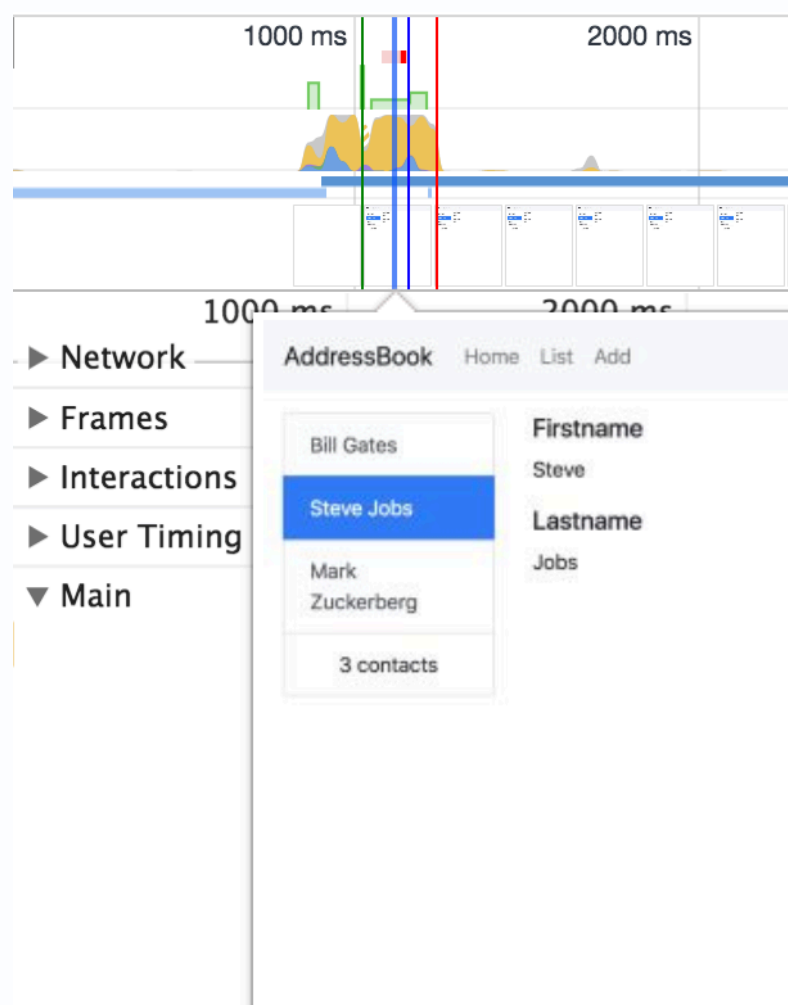 1000 ms 2000 ms
1000 ms 2000 ms
Network
Frames
Interactions
User Timing
Main
AddressBook Home List Add
Bill Gates
Steve Jobs
Mark
Zuckerberg
3 contacts
Firstname
Steve
Lastname
Jobs